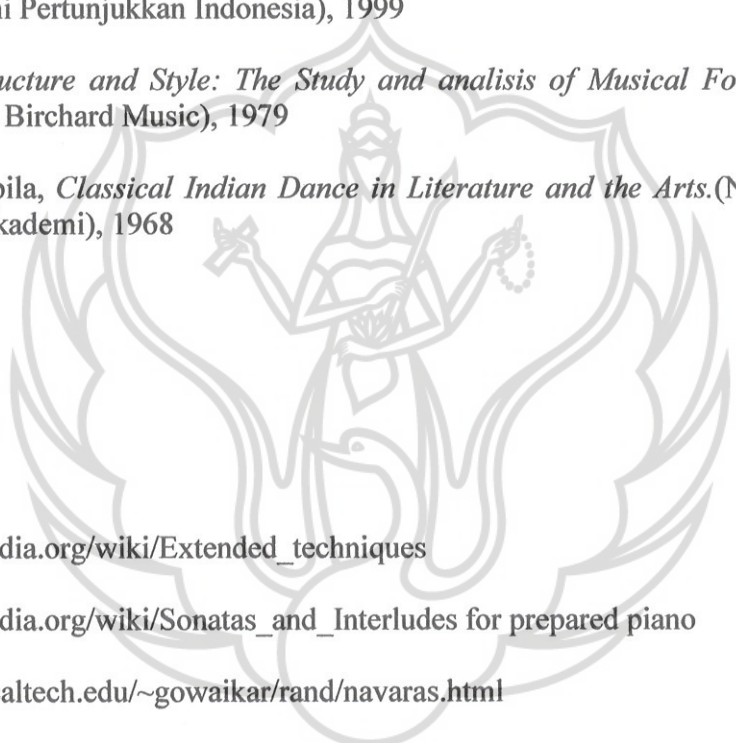 ni Pertunjukkan Indonesia), 1999
ucture and Style: The Study and analisis of Musical Fo
Birchard Music), 1979
bila, Classical Indian Dance in Literature and the Arts.(N
kademi), 1968
dia.org/wiki/Extended_techniques
dia.org/wiki/Sonatas_and_Interludes for prepared piano
altech.edu/~gowaikar/rand/navaras.html